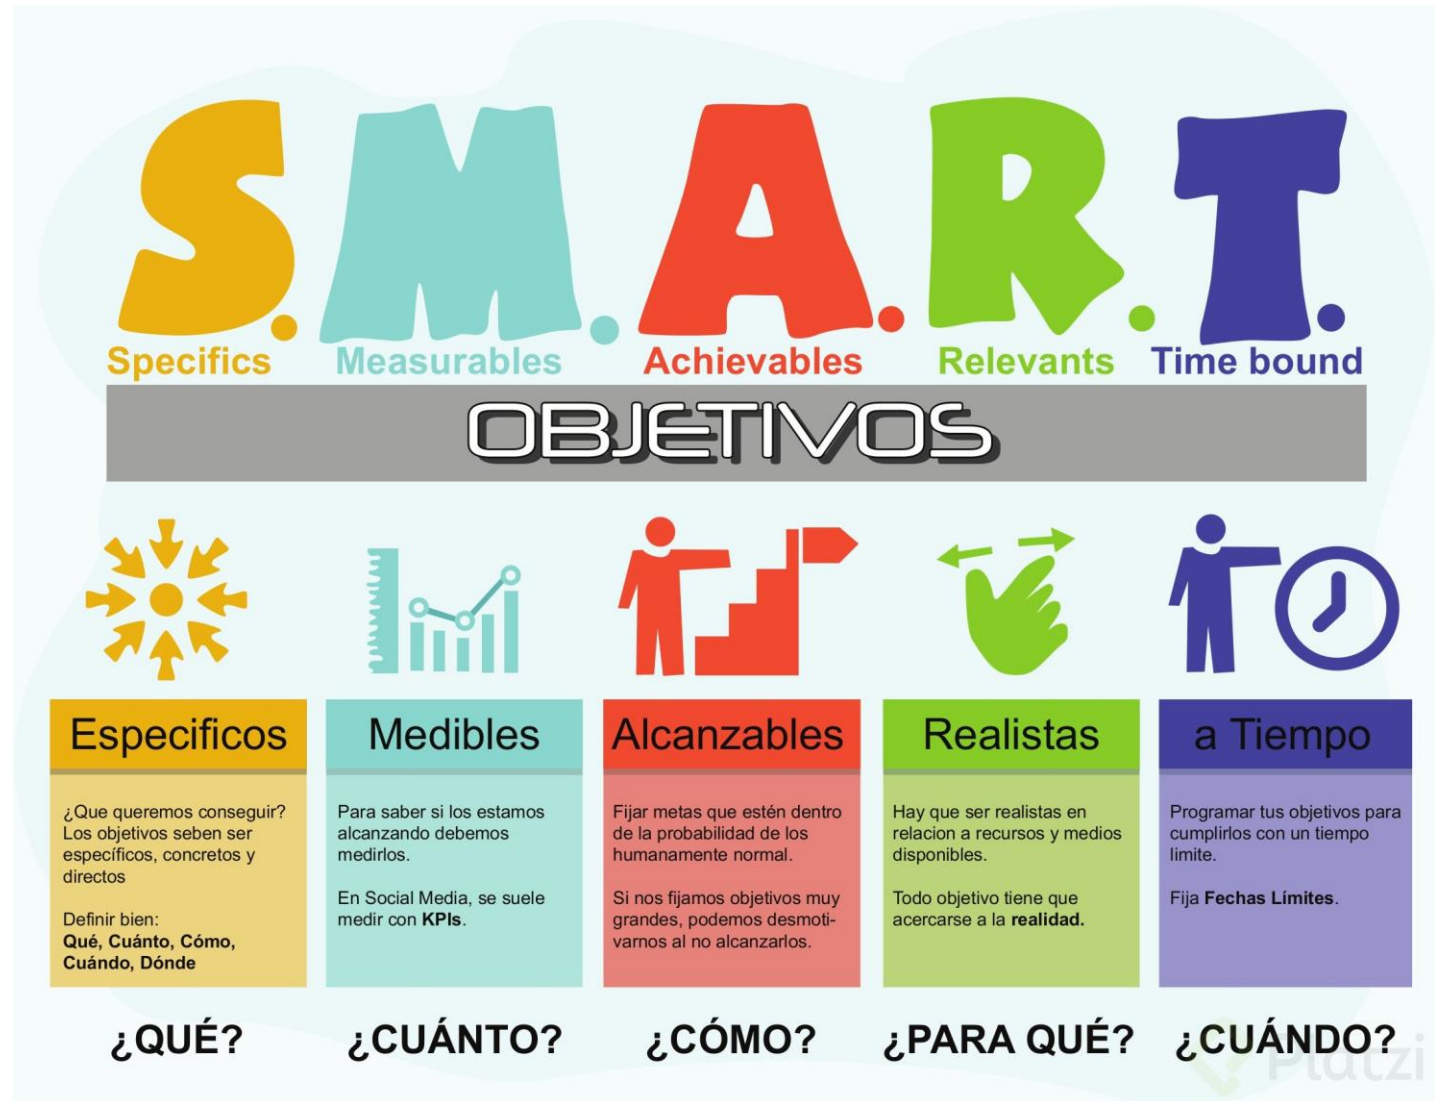 S.M.A.R.T.
Specifics Measurables Achievables Relevants Time bound
OBJETIVOS
Especificos
¿Que queremos conseguir?
Los objetivos seben ser
específicos, concretos y
directos
Definir bien:
Qué, Cuánto, Cómo,
Cuándo, Dónde
¿QUÉ?
Medibles
Para saber si los estamos
alcanzando debemos
medirlos.
En Social Media, se suele
medir con KPIs.
¿CUÁNTO?
Alcanzables
Fijar metas que estén dentro
de la probabilidad de los
humanamente normal.
Si nos fijamos objetivos muy
grandes, podemos desmoti-
varnos al no alcanzarlos.
¿CÓMO?
Realistas
Hay que ser realistas en
relacion a recursos y medios
disponibles.
Todo objetivo tiene que
acercarse a la realidad.
¿PARA QUÉ?
a Tiempo
Programar tus objetivos para
cumplirlos con un tiempo
limite.
Fija Fechas Límites.
¿CUÁNDO?
Platzi